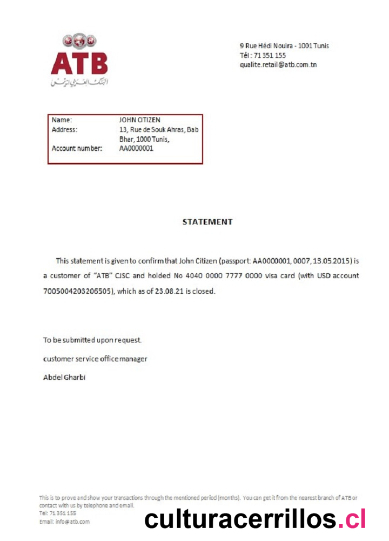 ATB
البنك العربي لتونس
9 Rue Hédi Nouira - 1001 Tunis
Tél: 71 351 155
qualite.retail@atb.com.tn
Name: JOHN CITIZEN
Address: 13, Rue de Souk Ahras, Bab
Bhar, 1000 Tunis,
Account number: AA0000001
STATEMENT
This statement is given to confirm that John Citizen (passport: AA0000001, 0007, 13.05.2015) is
a customer of "ATB" CJSC and holded No 4040 0000 7777 0000 visa card (with USD account
7005004203206505), which as of 23.08.21 is closed.
To be submitted upon request.
customer service office manager
Abdel Gharbi
This is to prove and show your transactions through the mentioned period (months). You can get it from the nearest branch of ATB or
contact with us by telephone and email.
Tel: 71 351 155
Email: info@atb.com
culturacerrillos.cl